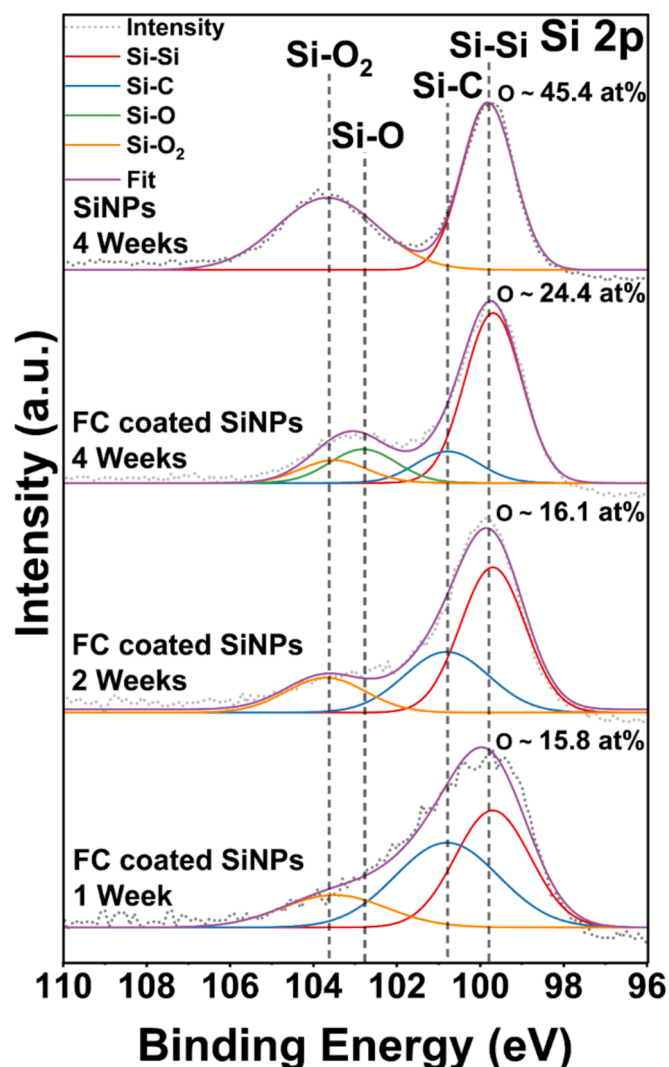 Intensity
Si-Si
Si-C
Si-O
Si-O₂
Fit
Si 2p
Si-O₂
Si-O
Si-C
Si-Si
O ~ 45.4 at%
SiNPs
4 Weeks
O ~ 24.4 at%
FC coated SiNPs
4 Weeks
O ~ 16.1 at%
FC coated SiNPs
2 Weeks
O ~ 15.8 at%
FC coated SiNPs
1 Week
Intensity (a.u.)
110 108 106 104 102 100 98 96
Binding Energy (eV)